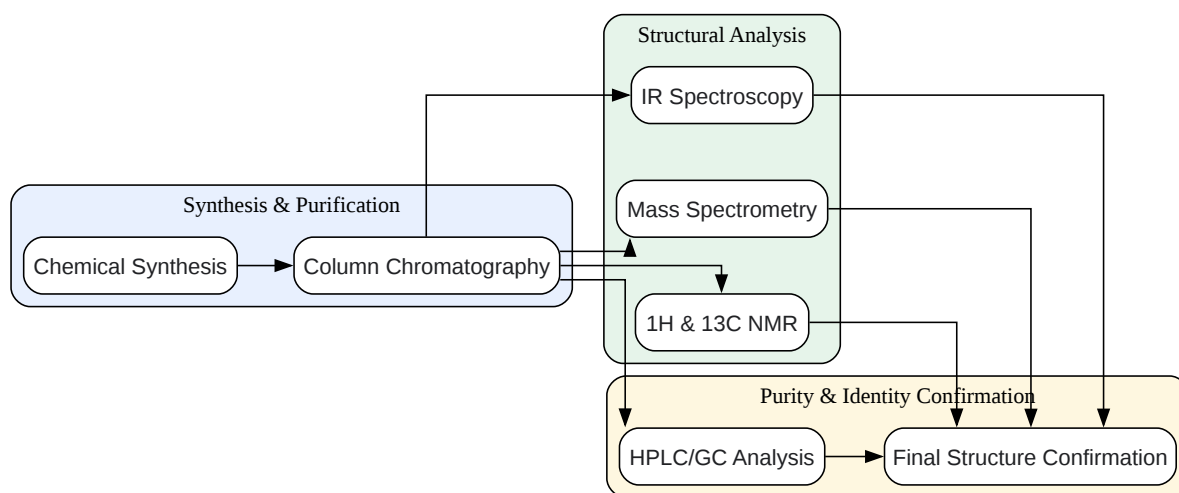 Structural Analysis
IR Spectroscopy
Mass Spectrometry
Synthesis & Purification
Chemical Synthesis
Column Chromatography
1H & 13C NMR
Purity & Identity Confirmation
HPLC/GC Analysis
Final Structure Confirmation